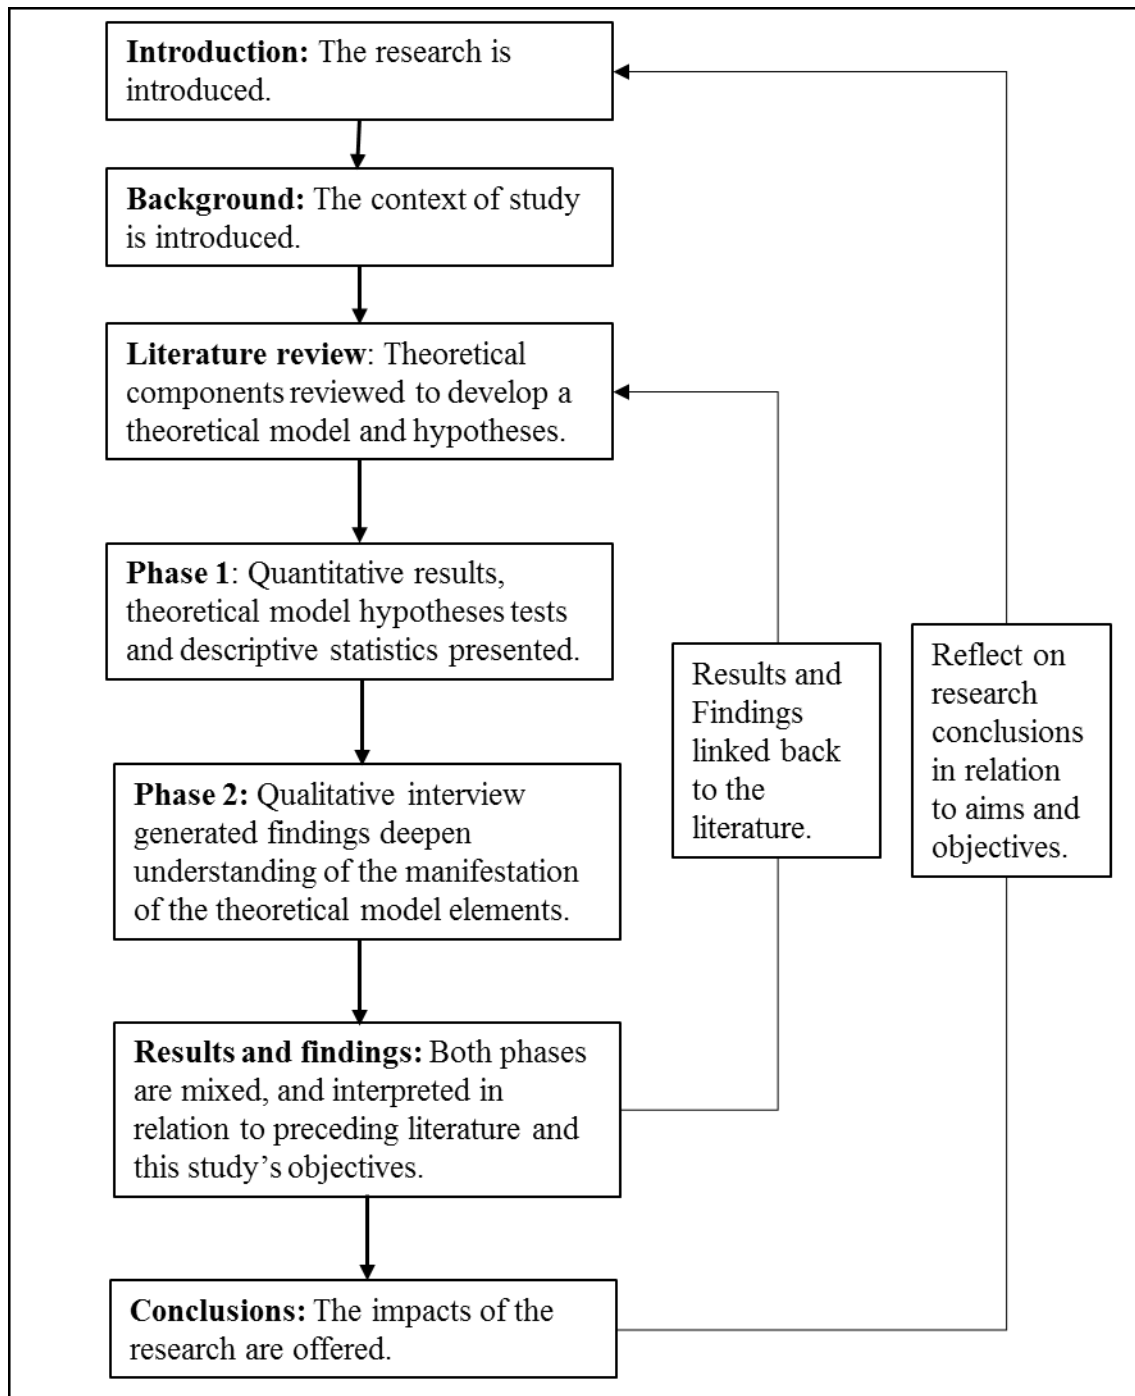 Introduction: The research is
introduced.
Background: The context of study
is introduced.
Literature review: Theoretical
components reviewed to develop a
theoretical model and hypotheses.
Phase 1: Quantitative results,
theoretical model hypotheses tests
and descriptive statistics presented.
Phase 2: Qualitative interview
generated findings deepen
understanding of the manifestation
of the theoretical model elements.
Results and findings: Both phases
are mixed, and interpreted in
relation to preceding literature and
this study’s objectives.
Conclusions: The impacts of the
research are offered.
Results and
Findings
linked back
to the
literature.
Reflect on
research
conclusions
in relation
to aims and
objectives.